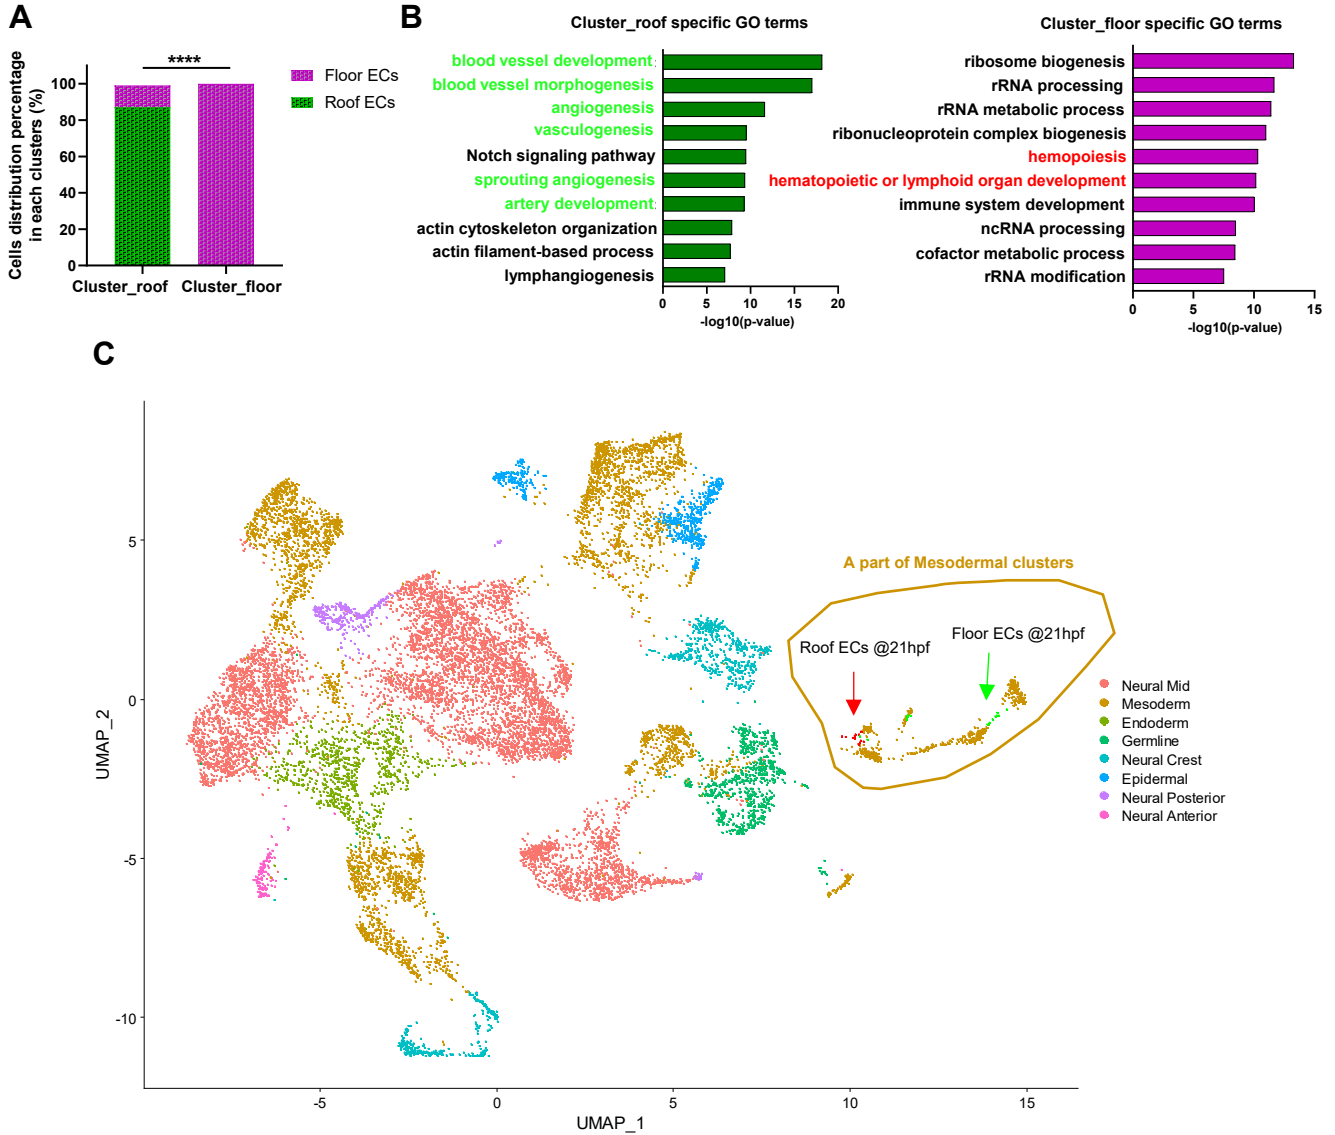 A
Cells distribution percentage
in each clusters (%)
100
80
60
40
20
0
****
Cluster_roof
Cluster_floor
Floor ECs
Roof ECs
B
Cluster_roof specific GO terms
blood vessel development
blood vessel morphogenesis
angiogenesis
vasculogenesis
Notch signaling pathway
sprouting angiogenesis
artery development
actin cytoskeleton organization
actin filament-based process
lymphangiogenesis
0 5 10 15 20
-log10(p-value)
Cluster_floor specific GO terms
ribosome biogenesis
rRNA processing
rRNA metabolic process
ribonucleoprotein complex biogenesis
hemopoiesis
hematopoietic or lymphoid organ development
immune system development
ncRNA processing
cofactor metabolic process
rRNA modification
0 5 10 15
-log10(p-value)
C
UMAP_2
5
0
-5
-10
-5 0 5 10 15
UMAP_1
A part of Mesodermal clusters
Roof ECs @21hpf
Floor ECs @21hpf
Neural Mid
Mesoderm
Endoderm
Germline
Neural Crest
Epidermal
Neural Posterior
Neural Anterior